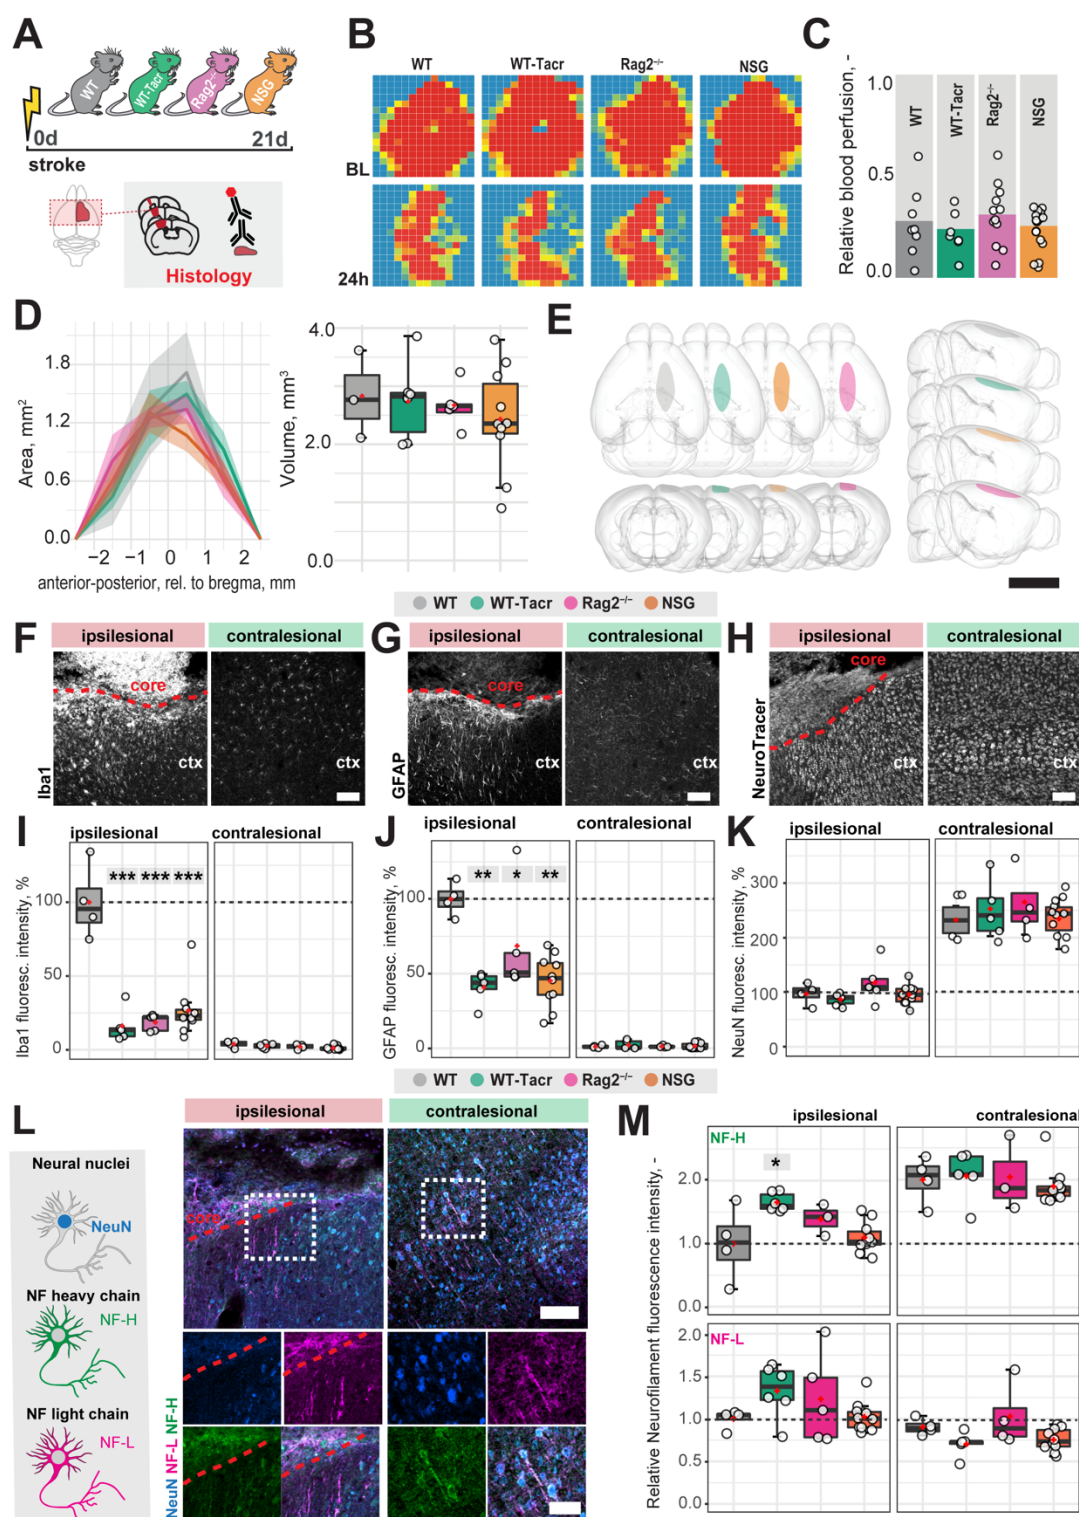 A
WT
WT-Tacr
Rag2⁻/⁻
NSG
0d
21d
stroke
Histology
B
WT
WT-Tacr
Rag2⁻/⁻
NSG
BL
24h
C
Relative blood perfusion, -
1.0
0.5
0.0
WT
WT-Tacr
Rag2⁻/⁻
NSG
D
Area, mm²
1.8
1.2
0.6
0.0
−2 −1 0 1 2
anterior-posterior, rel. to bregma, mm
Volume, mm³
4.0
2.0
0.0
E
WT WT-Tacr Rag2⁻/⁻ NSG
F
ipsilesional
contralesional
core
ctx
ctx
Iba1
G
ipsilesional
contralesional
core
ctx
ctx
GFAP
H
ipsilesional
contralesional
core
ctx
ctx
NeuroTracer
I
ipsilesional
contralesional
Iba1 fluoresc. intensity, %
100
50
0
*** *** ***
J
ipsilesional
contralesional
GFAP fluoresc. intensity, %
100
50
0
** * **
K
ipsilesional
contralesional
NeuN fluoresc. intensity, %
300
200
100
0
WT WT-Tacr Rag2⁻/⁻ NSG
L
Neural nuclei
NeuN
NF heavy chain
NF-H
NF light chain
NF-L
ipsilesional
contralesional
core
NeuN NF-L NF-H
M
ipsilesional
contralesional
Relative Neurofilament fluorescence intensity, -
NF-H
*
2.0
1.0
0.0
NF-L
2.0
1.5
1.0
0.5
0.0